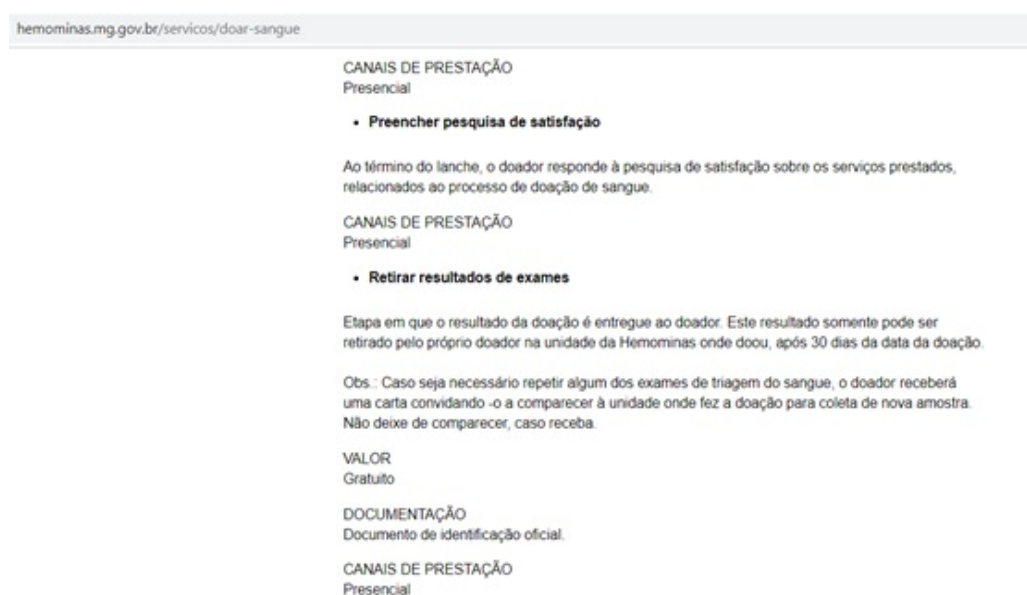 hemominas.mg.gov.br/servicos/doar-sangue
CANAIS DE PRESTAÇÃO
Presencial
• Preencher pesquisa de satisfação
Ao término do lanche, o doador responde à pesquisa de satisfação sobre os serviços prestados,
relacionados ao processo de doação de sangue.
CANAIS DE PRESTAÇÃO
Presencial
• Retirar resultados de exames
Etapa em que o resultado da doação é entregue ao doador. Este resultado somente pode ser
retirado pelo próprio doador na unidade da Hemominas onde doou, após 30 dias da data da doação.
Obs.: Caso seja necessário repetir algum dos exames de triagem do sangue, o doador receberá
uma carta convidando -o a comparecer à unidade onde fez a doação para coleta de nova amostra.
Não deixe de comparecer, caso receba.
VALOR
Gratuito
DOCUMENTAÇÃO
Documento de identificação oficial.
CANAIS DE PRESTAÇÃO
Presencial